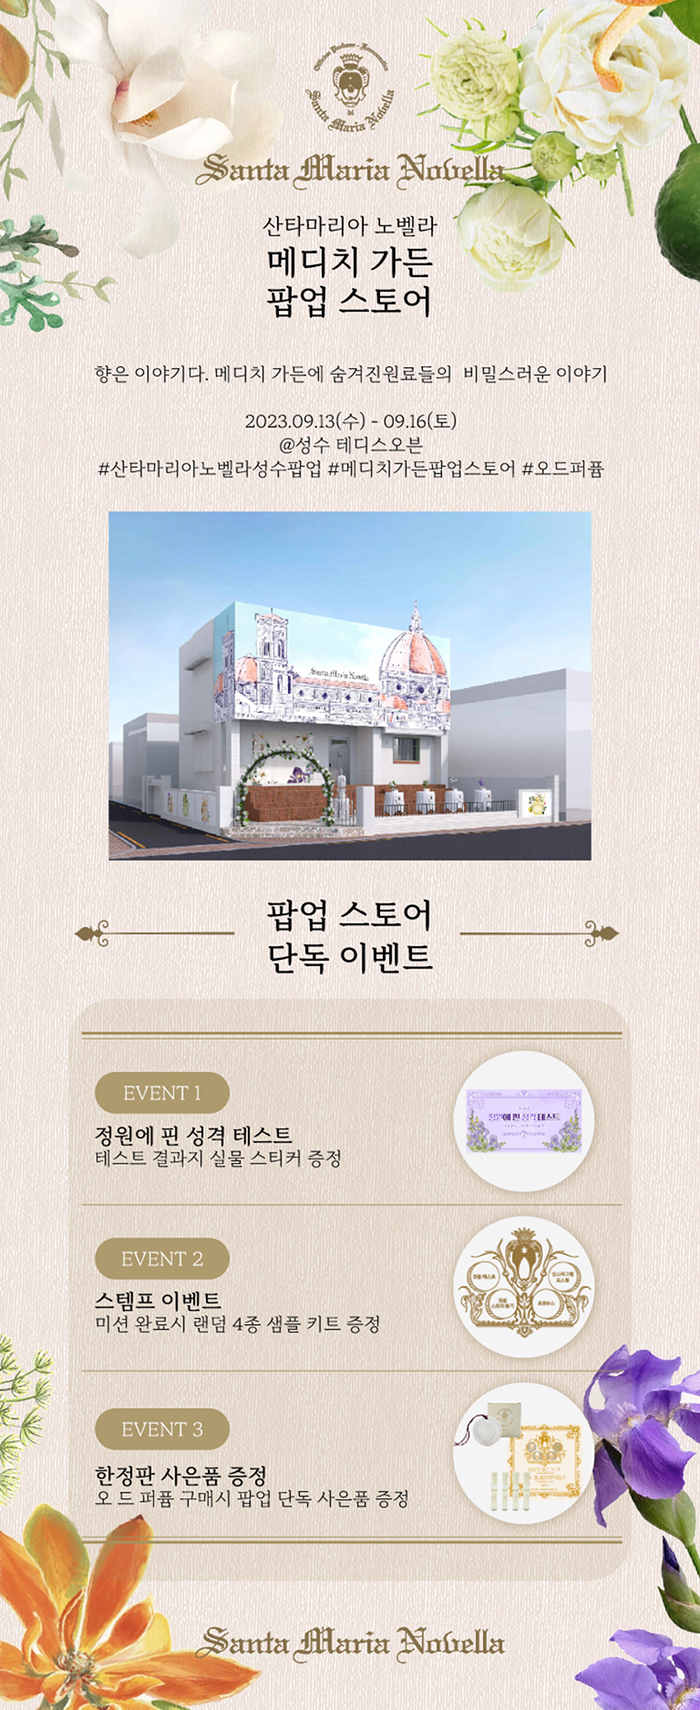 Officina Profumo - Farmaceutica
di
Santa Maria Novella
Santa Maria Novella
산타마리아 노벨라
메디치 가든
팝업 스토어
향은 이야기다. 메디치 가든에 숨겨진원료들의 비밀스러운 이야기
2023.09.13(수) - 09.16(토)
@성수 테디스오븐
#산타마리아노벨라성수팝업 #메디치가든팝업스토어 #오드퍼퓸
Santa Maria Novella
팝업 스토어
단독 이벤트
EVENT 1
정원에 핀 성격 테스트
테스트 결과지 실물 스티커 증정
정원에 핀 성격 테스트
EVENT 2
스템프 이벤트
미션 완료시 랜덤 4종 샘플 키트 증정
EVENT 3
한정판 사은품 증정
오 드 퍼퓸 구매시 팝업 단독 사은품 증정
Santa Maria Novella